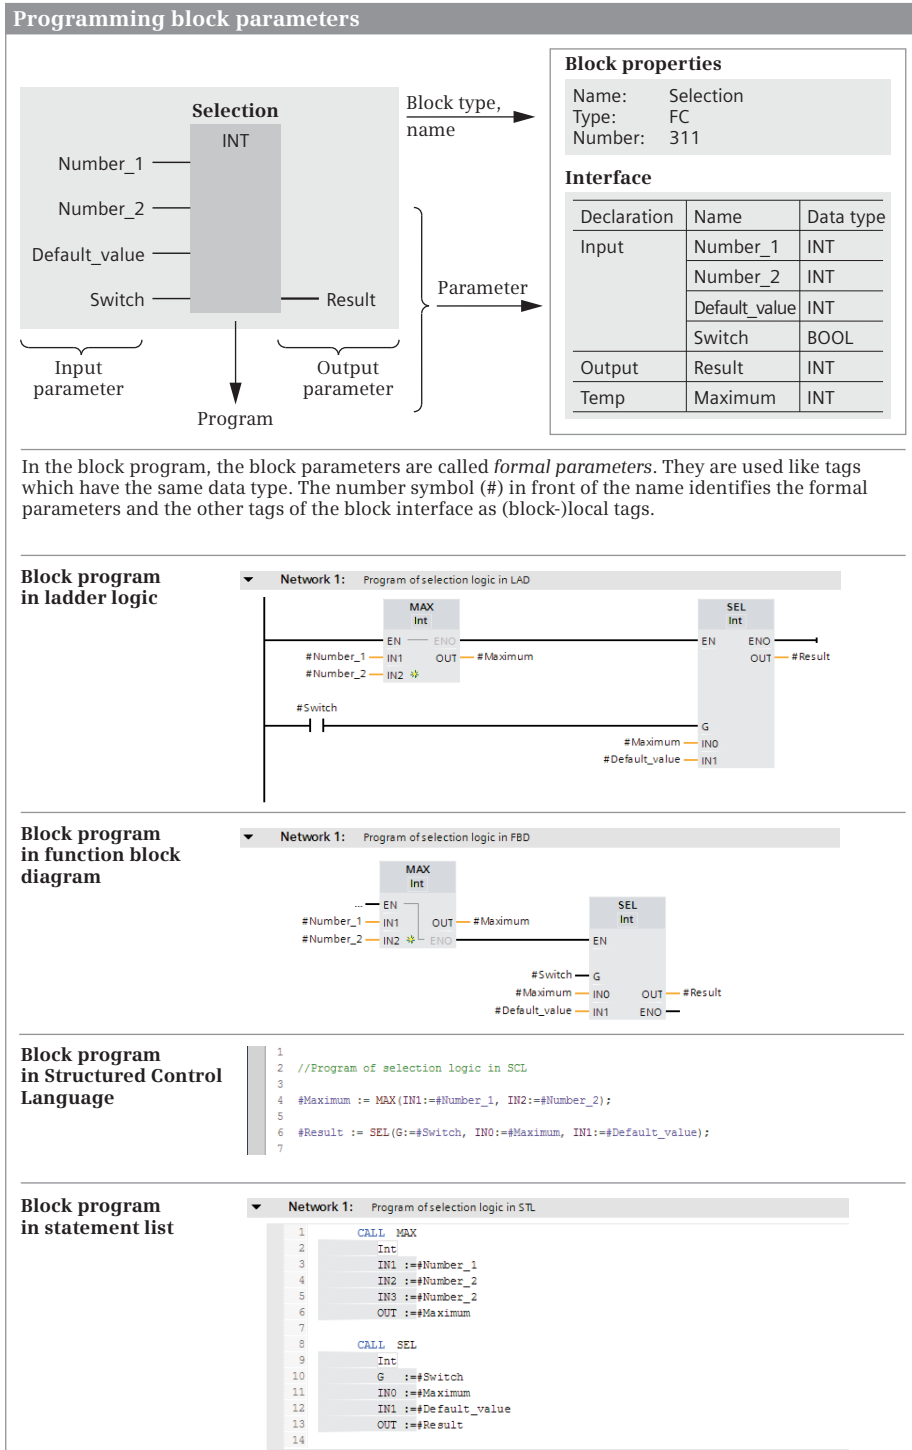 Programming block parameters
Selection
INT
Number_1
Number_2
Default_value
Switch
Result
Input
parameter
Output
parameter
Program
Block type,
name
Parameter
Block properties
Name: Selection
Type: FC
Number: 311
Interface
Declaration Name Data type
Input Number_1 INT
Number_2 INT
Default_value INT
Switch BOOL
Output Result INT
Temp Maximum INT
In the block program, the block parameters are called formal parameters. They are used like tags
which have the same data type. The number symbol (#) in front of the name identifies the formal
parameters and the other tags of the block interface as (block-)local tags.
Block program
in ladder logic
Network 1: Program of selection logic in LAD
MAX
Int
EN ENO
#Number_1 IN1 OUT #Maximum
#Number_2 IN2
SEL
Int
EN ENO
OUT #Result
#Switch
G
#Maximum IN0
#Default_value IN1
Block program
in function block
diagram
Network 1: Program of selection logic in FBD
MAX
Int
... EN
#Number_1 IN1 OUT #Maximum
#Number_2 IN2 ENO
SEL
Int
EN
#Switch G
#Maximum IN0 OUT #Result
#Default_value IN1 ENO
Block program
in Structured Control
Language
1
2 //Program of selection logic in SCL
3
4 #Maximum := MAX(IN1:=#Number_1, IN2:=#Number_2);
5
6 #Result := SEL(G:=#Switch, IN0:=#Maximum, IN1:=#Default_value);
7
Block program
in statement list
Network 1: Program of selection logic in STL
1 CALL MAX
2 Int
3 IN1 :=#Number_1
4 IN2 :=#Number_2
5 IN3 :=#Number_2
6 OUT :=#Maximum
7
8 CALL SEL
9 Int
10 G :=#Switch
11 IN0 :=#Maximum
12 IN1 :=#Default_value
13 OUT :=#Result
14